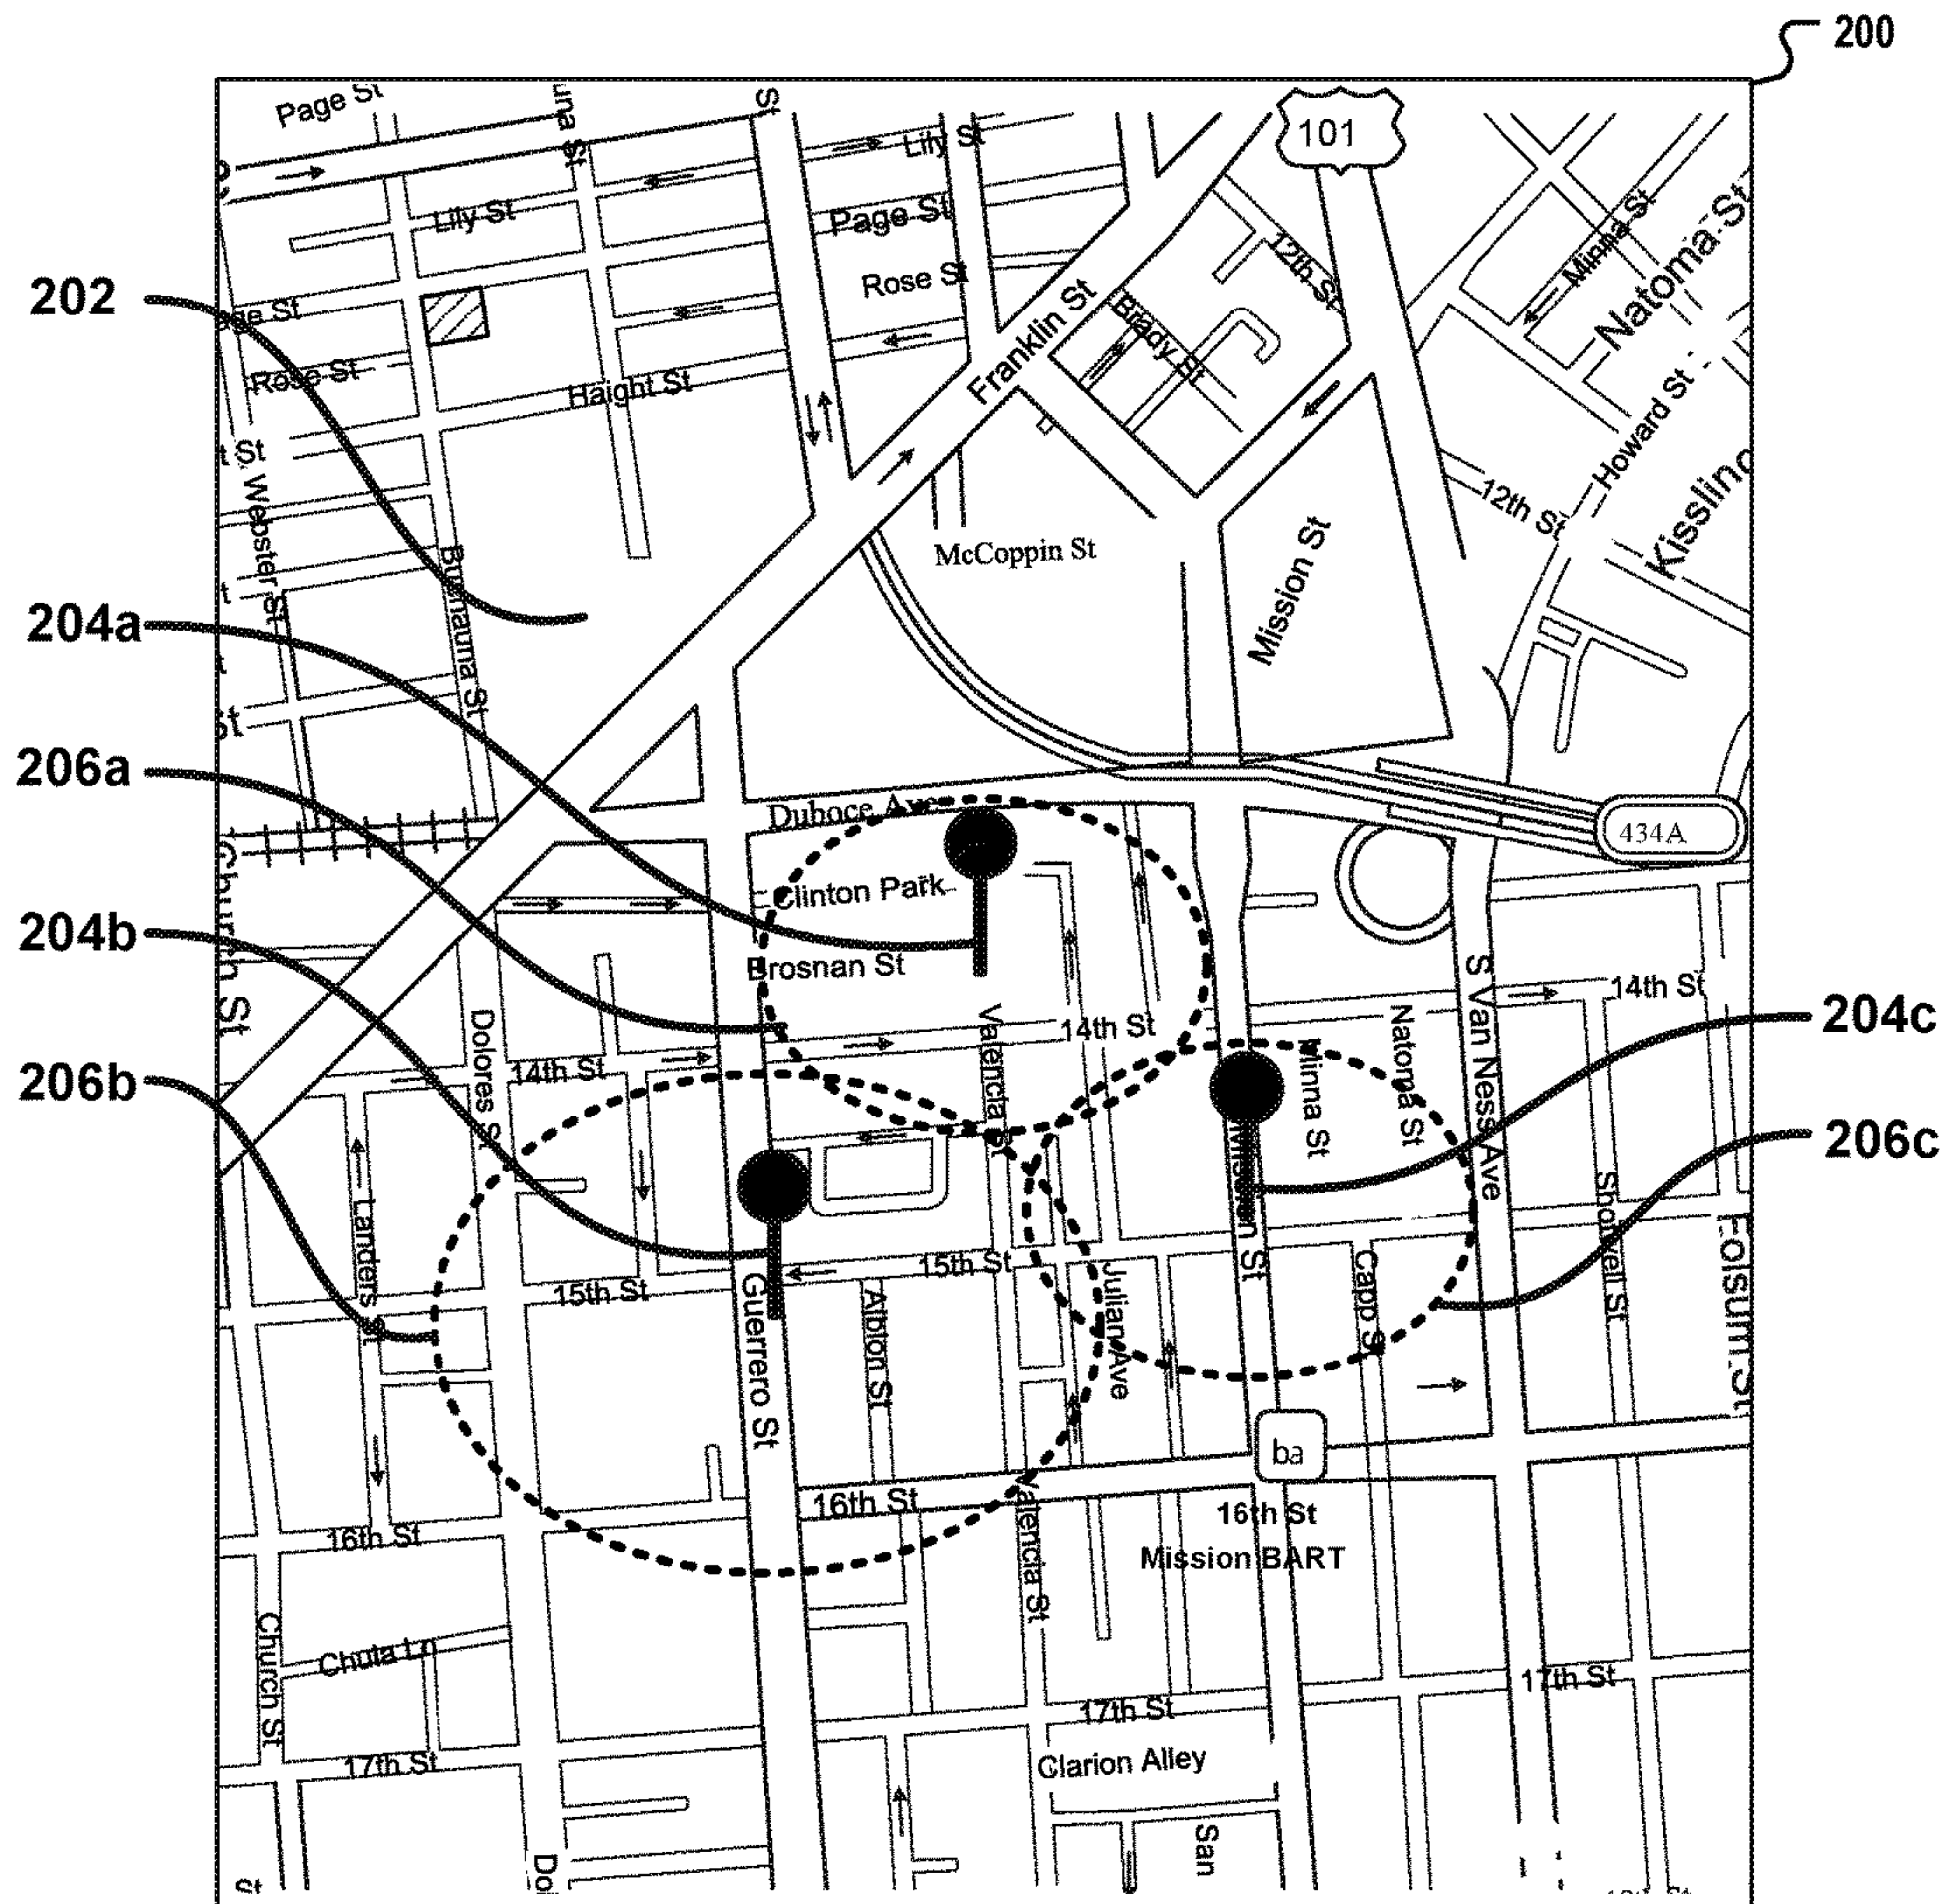 200
Page St
St
101
Lily St
Lily St
Page St
Minna St
Natoma St
12th St
202
Rose St
Franklin St
Brady St
Rose St
Haight St
Howard St
t St
Webster St
12th St
McCoppin St
Mission St
204a
St
206a
Duboce Ave
434A
Clinton Park
Church St
204b
Brosnan St
S Van Ness Ave
14th St
Dolores St
Valencia St
14th St
Natoma St
204c
206b
14th St
Minna St
206c
Landers St
Mission St
Shotwell St
15th St
15th St
Guerrero St
Albion St
Julian Ave
Capp S
Folsum St
ba
16th St
16th St
16th St
Mission BART
Valencia St
Church St
Chula Ln
17th St
17th St
17th St
Clarion Alley
San
Do